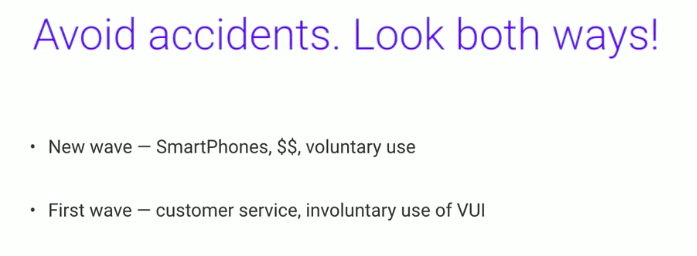 Avoid accidents. Look both ways!
• New wave — SmartPhones, $$, voluntary use
• First wave — customer service, involuntary use of VUI